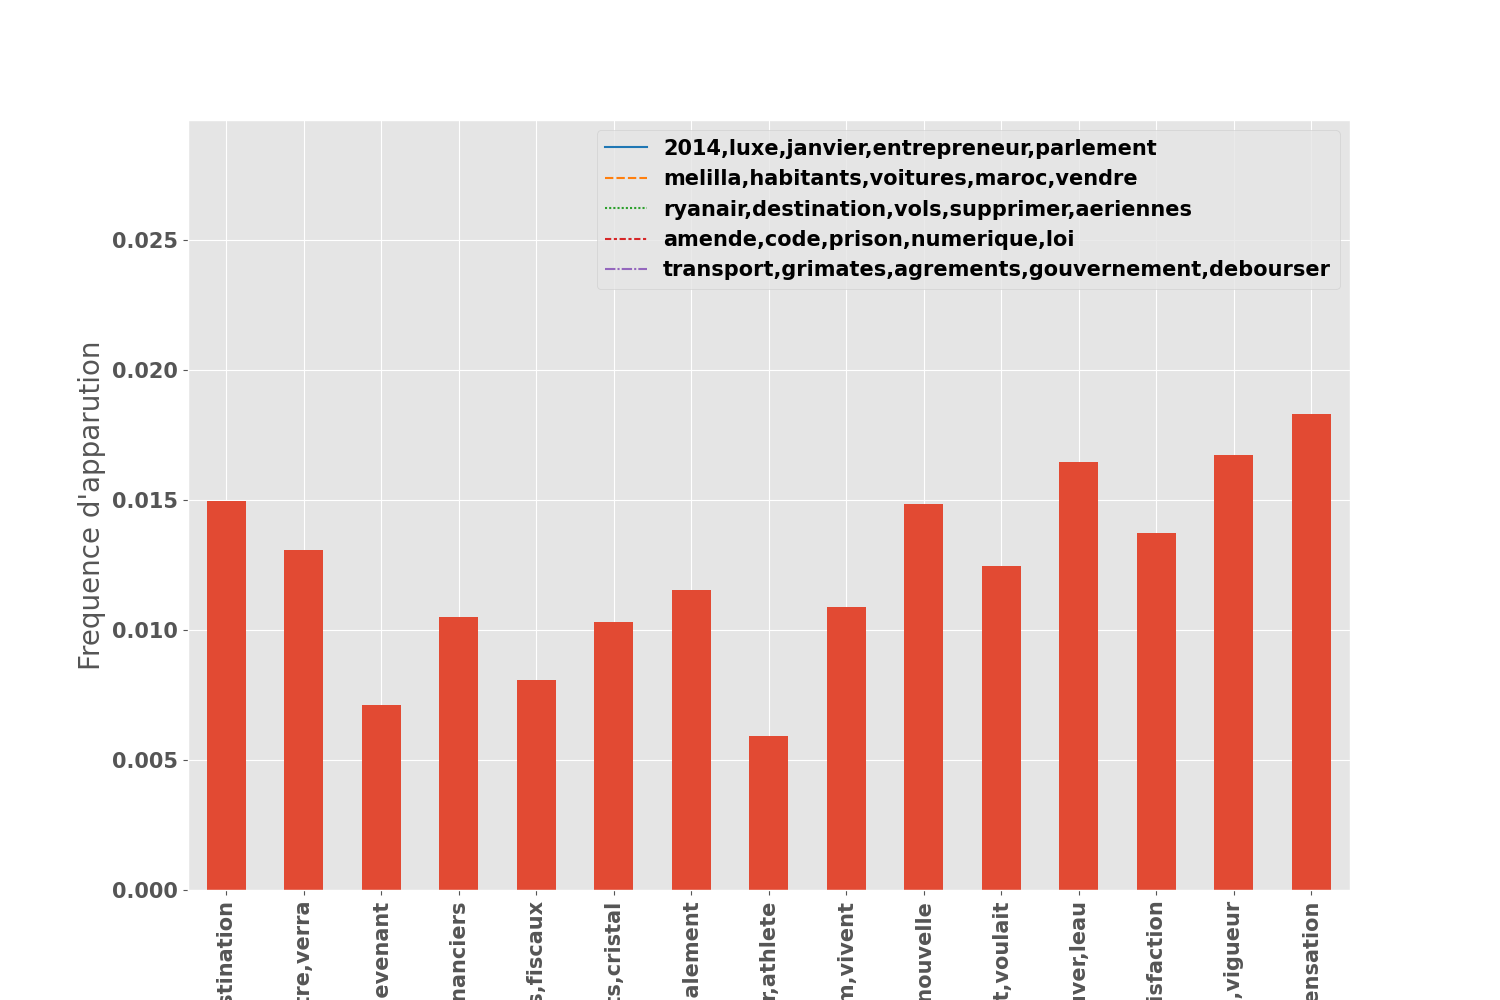 2014,luxe,janvier,entrepreneur,parlement
melilla,habitants,voitures,maroc,vendre
ryanair,destination,vols,supprimer,aeriennes
amende,code,prison,numerique,loi
transport,grimates,agrements,gouvernement,debourser
Frequence d'apparution
0.025
0.020
0.015
0.010
0.005
0.000
stination
tre,verra
evenant
nanciers
s,fiscaux
ts,cristal
alement
r,athlete
m,vivent
nouvelle
t,voulait
uver,leau
isfaction
,vigueur
ensation